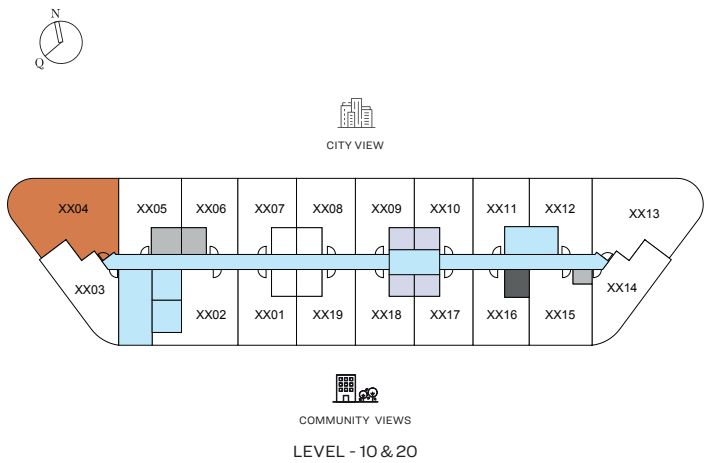 N
Q
CITY VIEW
XX04 XX05 XX06 XX07 XX08 XX09 XX10 XX11 XX12 XX13
XX03 XX02 XX01 XX19 XX18 XX17 XX16 XX15 XX14
COMMUNITY VIEWS
LEVEL - 10 & 20